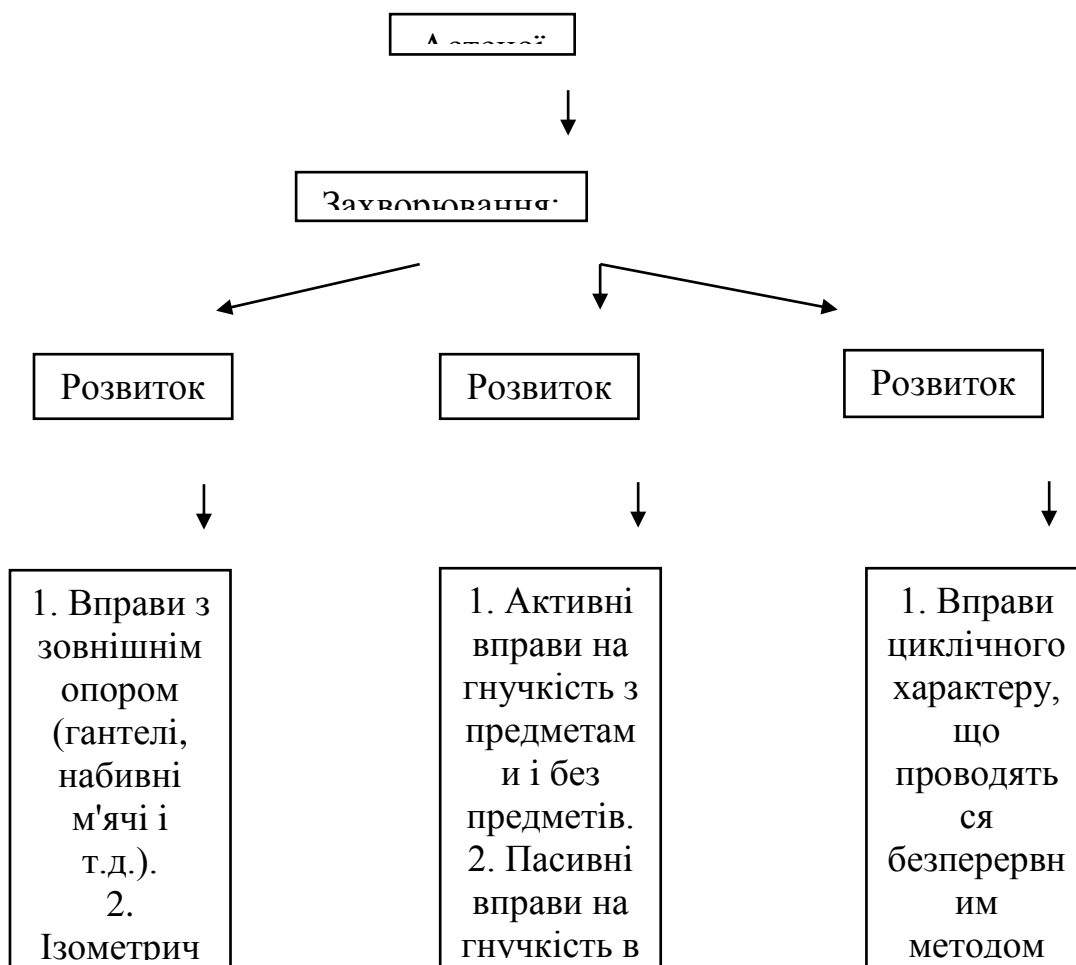 Захворювання:
Розвиток
Розвиток
Розвиток
1. Вправи з
зовнішнім
опором
(гантелі,
набивні
м'ячі і
т.д.).
2.
Ізометрич
1. Активні
вправи на
гнучкість з
предметам
и і без
предметів.
2. Пасивні
вправи на
гнучкість в
1. Вправи
циклічного
характеру,
що
проводять
ся
безперервн
им
методом